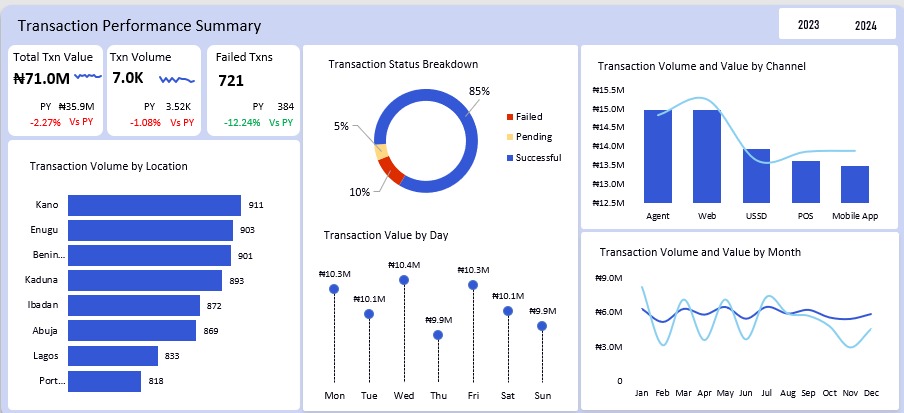 Transaction Performance Summary
2023
2024
Total Txn Value
₦71.0M
PY ₦35.9M
-2.27% Vs PY
Txn Volume
7.0K
PY 3.52K
-1.08% Vs PY
Failed Txns
721
PY 384
-12.24% Vs PY
Transaction Volume by Location
Kano 911
Enugu 903
Benin... 901
Kaduna 893
Ibadan 872
Abuja 869
Lagos 833
Port... 818
Transaction Status Breakdown
85%
5%
10%
Failed
Pending
Successful
Transaction Value by Day
₦10.3M
₦10.1M
₦10.4M
₦9.9M
₦10.3M
₦10.1M
₦9.9M
Mon Tue Wed Thu Fri Sat Sun
Transaction Volume and Value by Channel
₦15.5M
₦15.0M
₦14.5M
₦14.0M
₦13.5M
₦13.0M
₦12.5M
Agent Web USSD POS Mobile App
Transaction Volume and Value by Month
₦9.0M
₦6.0M
₦3.0M
0
Jan Feb Mar Apr May Jun Jul Aug Sep Oct Nov Dec